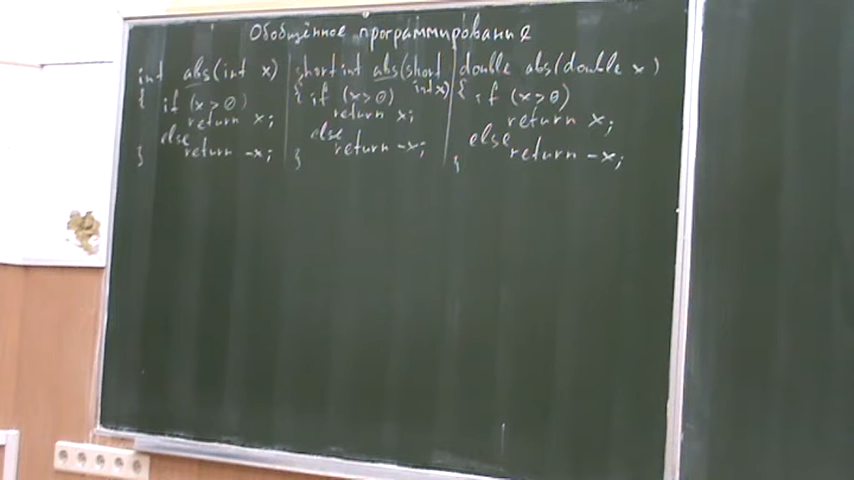 Обобщённое программирование
int abs(int x)
{ if (x>0)
return x;
else
return -x;
}
short int abs(short
int x)
{ if (x>0)
return x;
else
return -x;
}
double abs(double x)
{ if (x>0)
return x;
else
return -x;
}